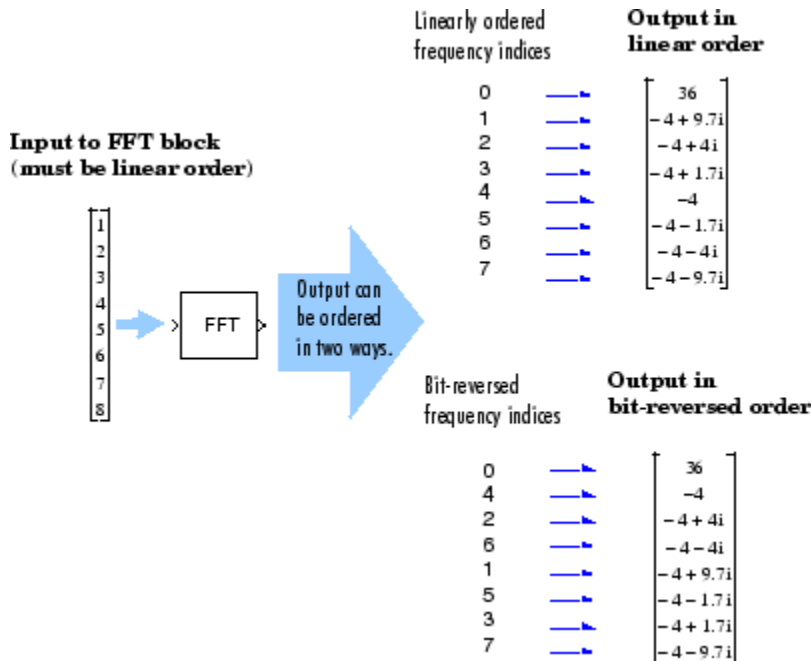 Input to FFT block
(must be linear order)
1
2
3
4
5
6
7
8
FFT
Output can
be ordered
in two ways.
Linearly ordered
frequency indices
0
1
2
3
4
5
6
7
Output in
linear order
36
−4 + 9.7i
−4 + 4i
−4 + 1.7i
−4
−4 − 1.7i
−4 − 4i
−4 − 9.7i
Bit-reversed
frequency indices
0
4
2
6
1
5
3
7
Output in
bit-reversed order
36
−4
−4 + 4i
−4 − 4i
−4 + 9.7i
−4 − 1.7i
−4 + 1.7i
−4 − 9.7i